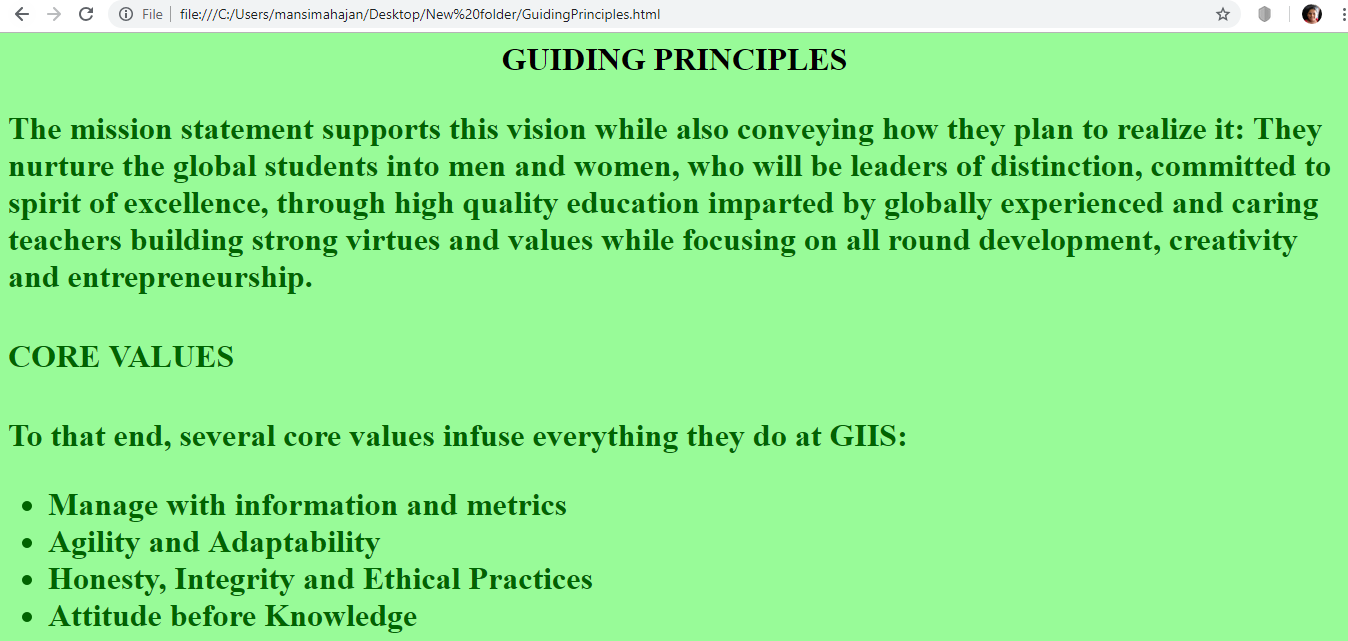 File
file:///C:/Users/mansimahajan/Desktop/New%20folder/GuidingPrinciples.html
GUIDING PRINCIPLES
The mission statement supports this vision while also conveying how they plan to realize it: They
nurture the global students into men and women, who will be leaders of distinction, committed to
spirit of excellence, through high quality education imparted by globally experienced and caring
teachers building strong virtues and values while focusing on all round development, creativity
and entrepreneurship.
CORE VALUES
To that end, several core values infuse everything they do at GIIS:
• Manage with information and metrics
• Agility and Adaptability
• Honesty, Integrity and Ethical Practices
• Attitude before Knowledge